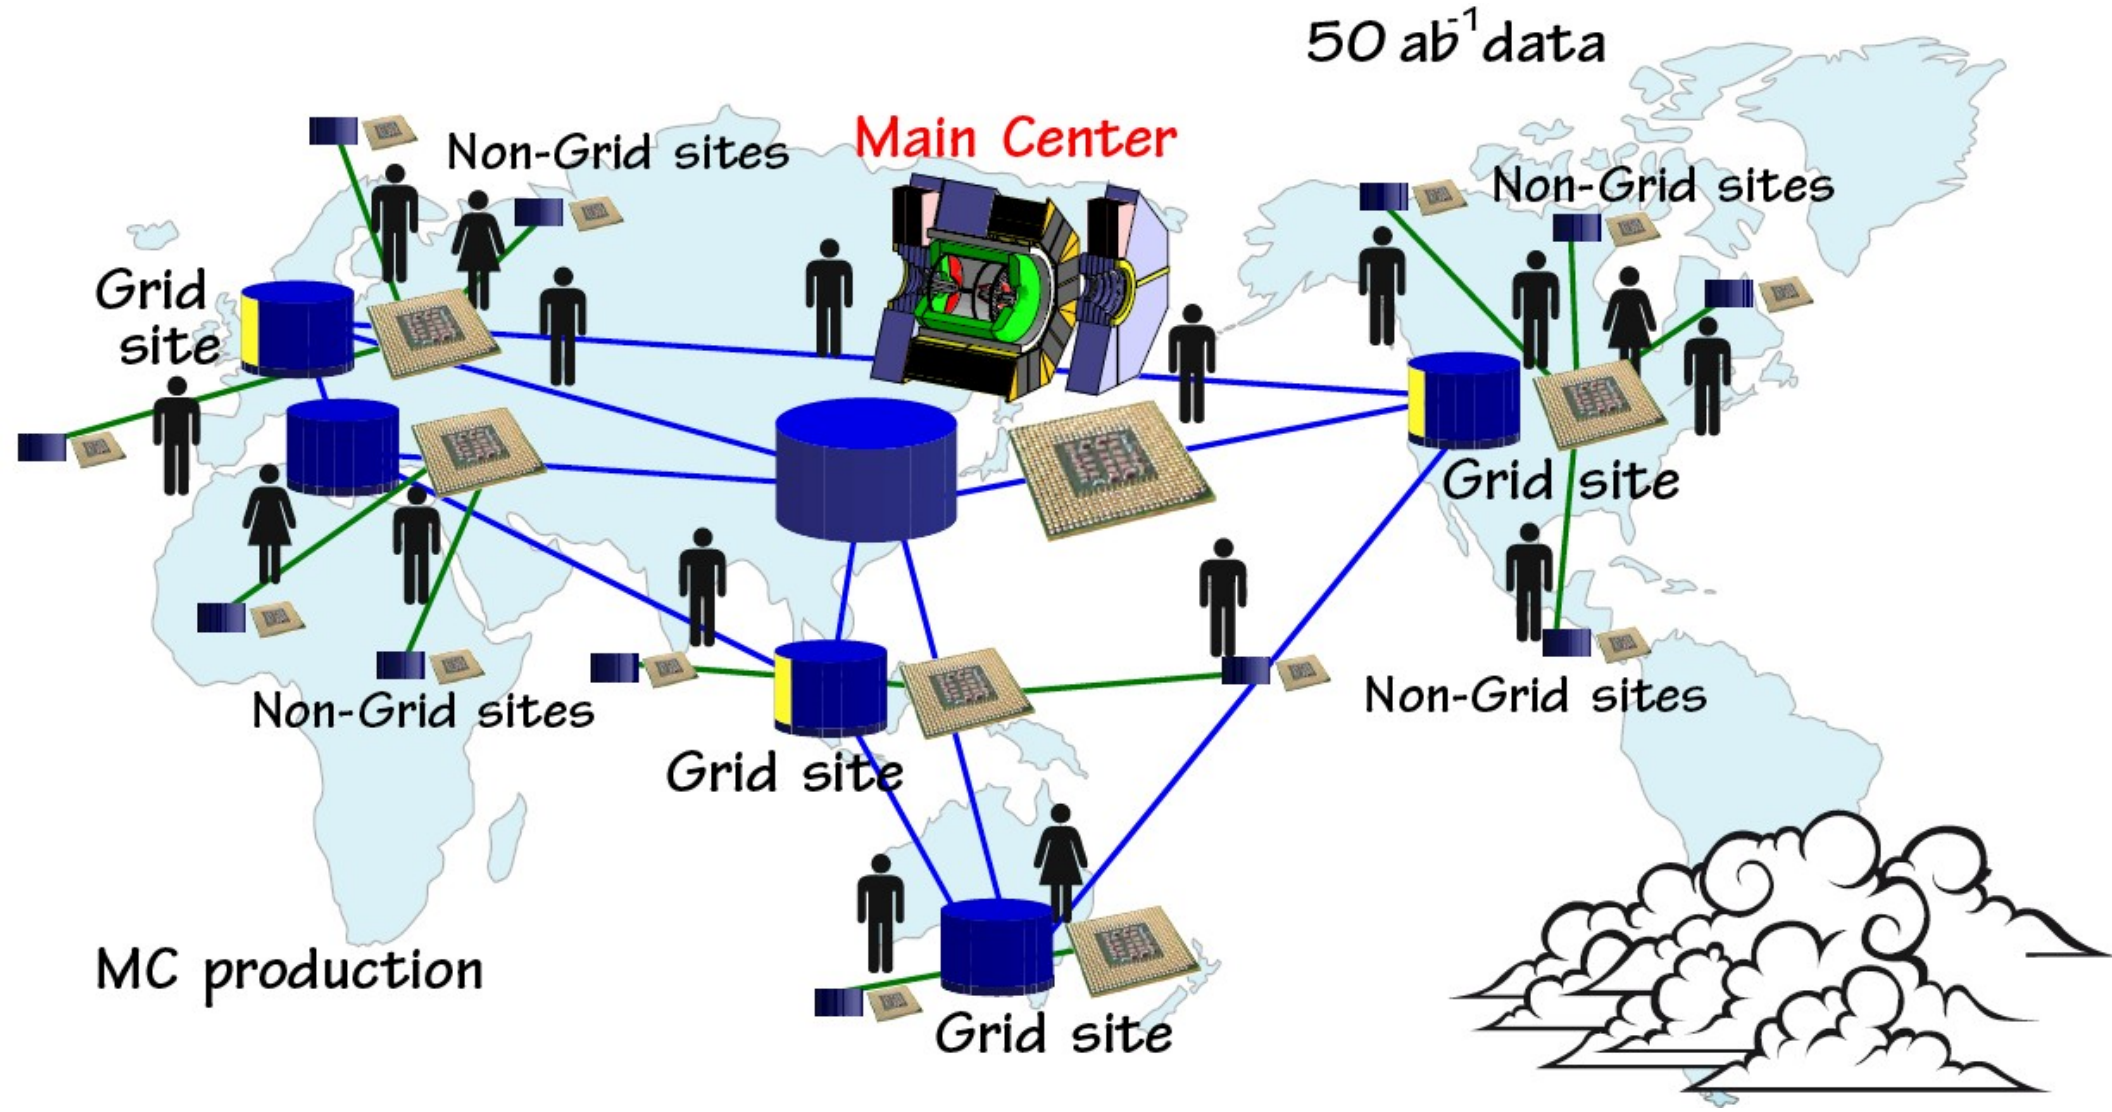 50 ab⁻¹ data
Main Center
Non-Grid sites
Non-Grid sites
Grid
site
Grid site
Non-Grid sites
Non-Grid sites
Grid site
MC production
Grid site